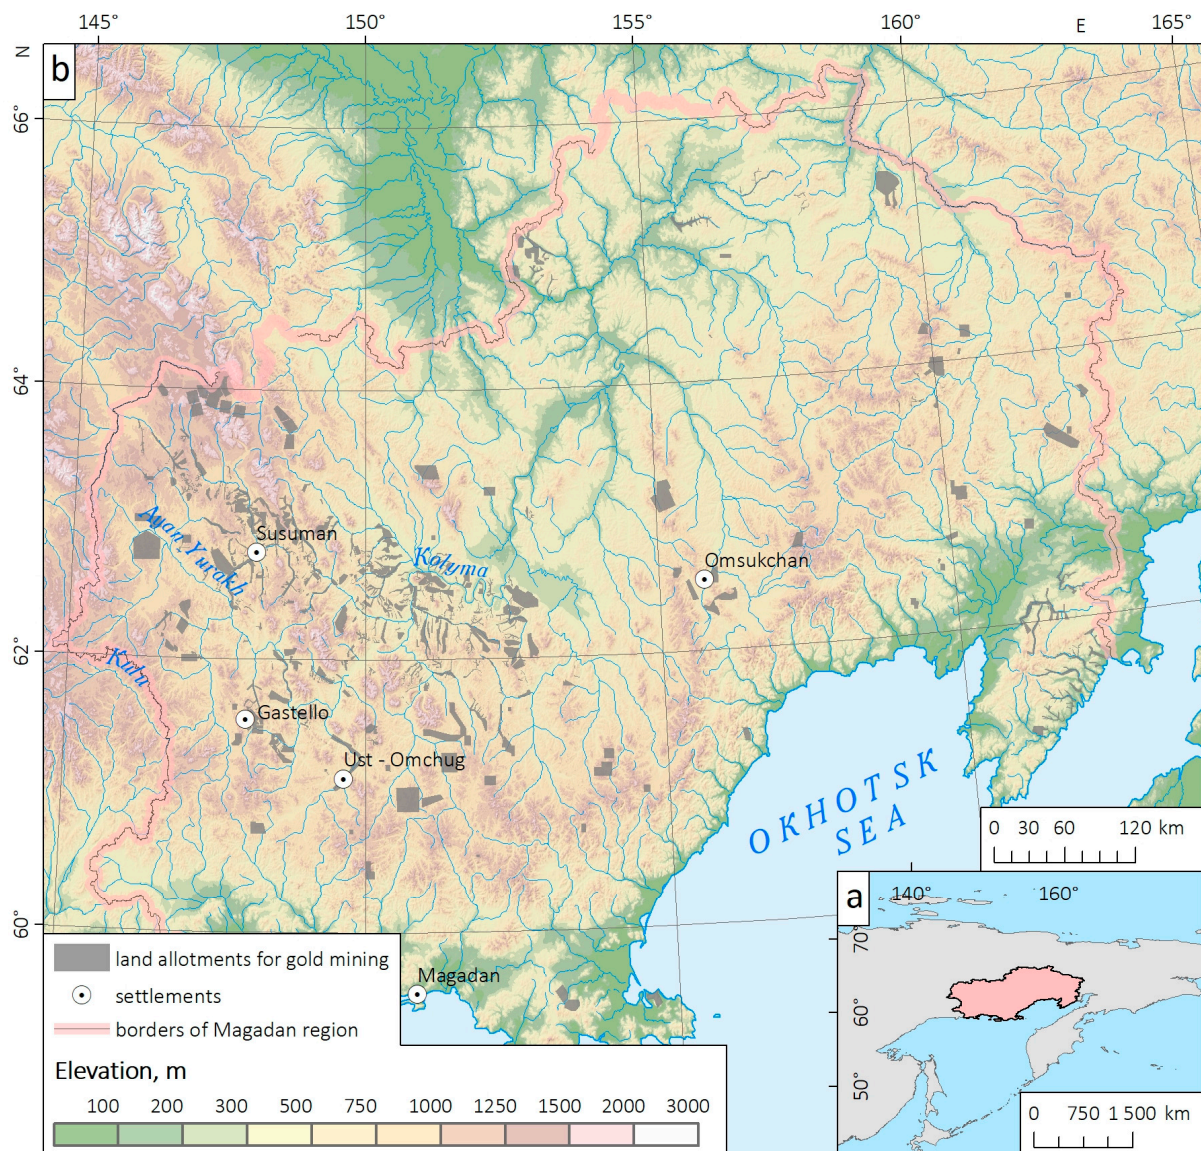 145° 150° 155° 160° E 165°
N
b
66°
64°
62°
60°
Ayan Yurakh
Susuman
Kolyma
Omsukchan
Kulu
Gastello
Ust - Omchug
OKHOTSK
SEA
0 30 60 120 km
Magadan
land allotments for gold mining
settlements
borders of Magadan region
Elevation, m
100 200 300 500 750 1000 1250 1500 2000 3000
a
140° 160°
70°
60°
50°
0 750 1 500 km